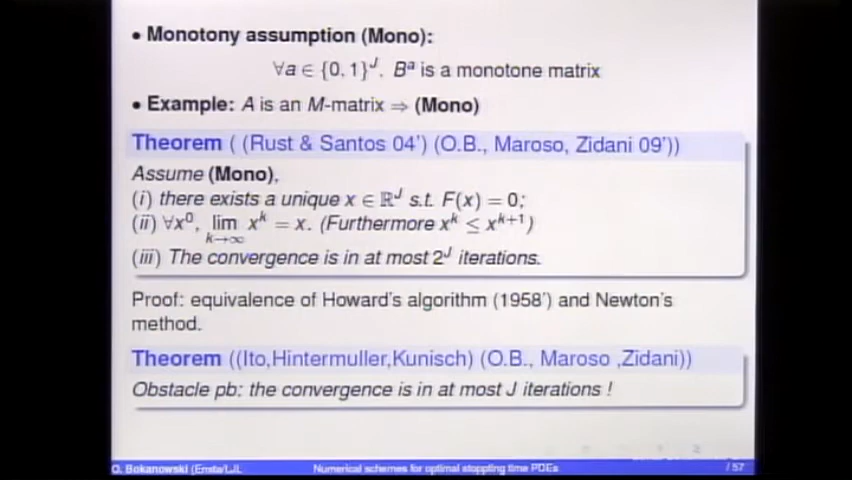 • Monotony assumption (Mono):
∀a ∈ {0, 1}^J, B^a is a monotone matrix
• Example: A is an M-matrix ⇒ (Mono)
Theorem ( (Rust & Santos 04') (O.B., Maroso, Zidani 09'))
Assume (Mono),
(i) there exists a unique x ∈ ℝ^J s.t. F(x) = 0;
(ii) ∀x^0, lim_{k→∞} x^k = x. (Furthermore x^k ≤ x^{k+1})
(iii) The convergence is in at most 2^J iterations.
Proof: equivalence of Howard's algorithm (1958') and Newton's
method.
Theorem ((Ito,Hintermuller,Kunisch) (O.B., Maroso ,Zidani))
Obstacle pb: the convergence is in at most J iterations !
O. Bokanowski (Ensta/LJL
Numerical schemes for optimal stoppting time PDEs
/ 57